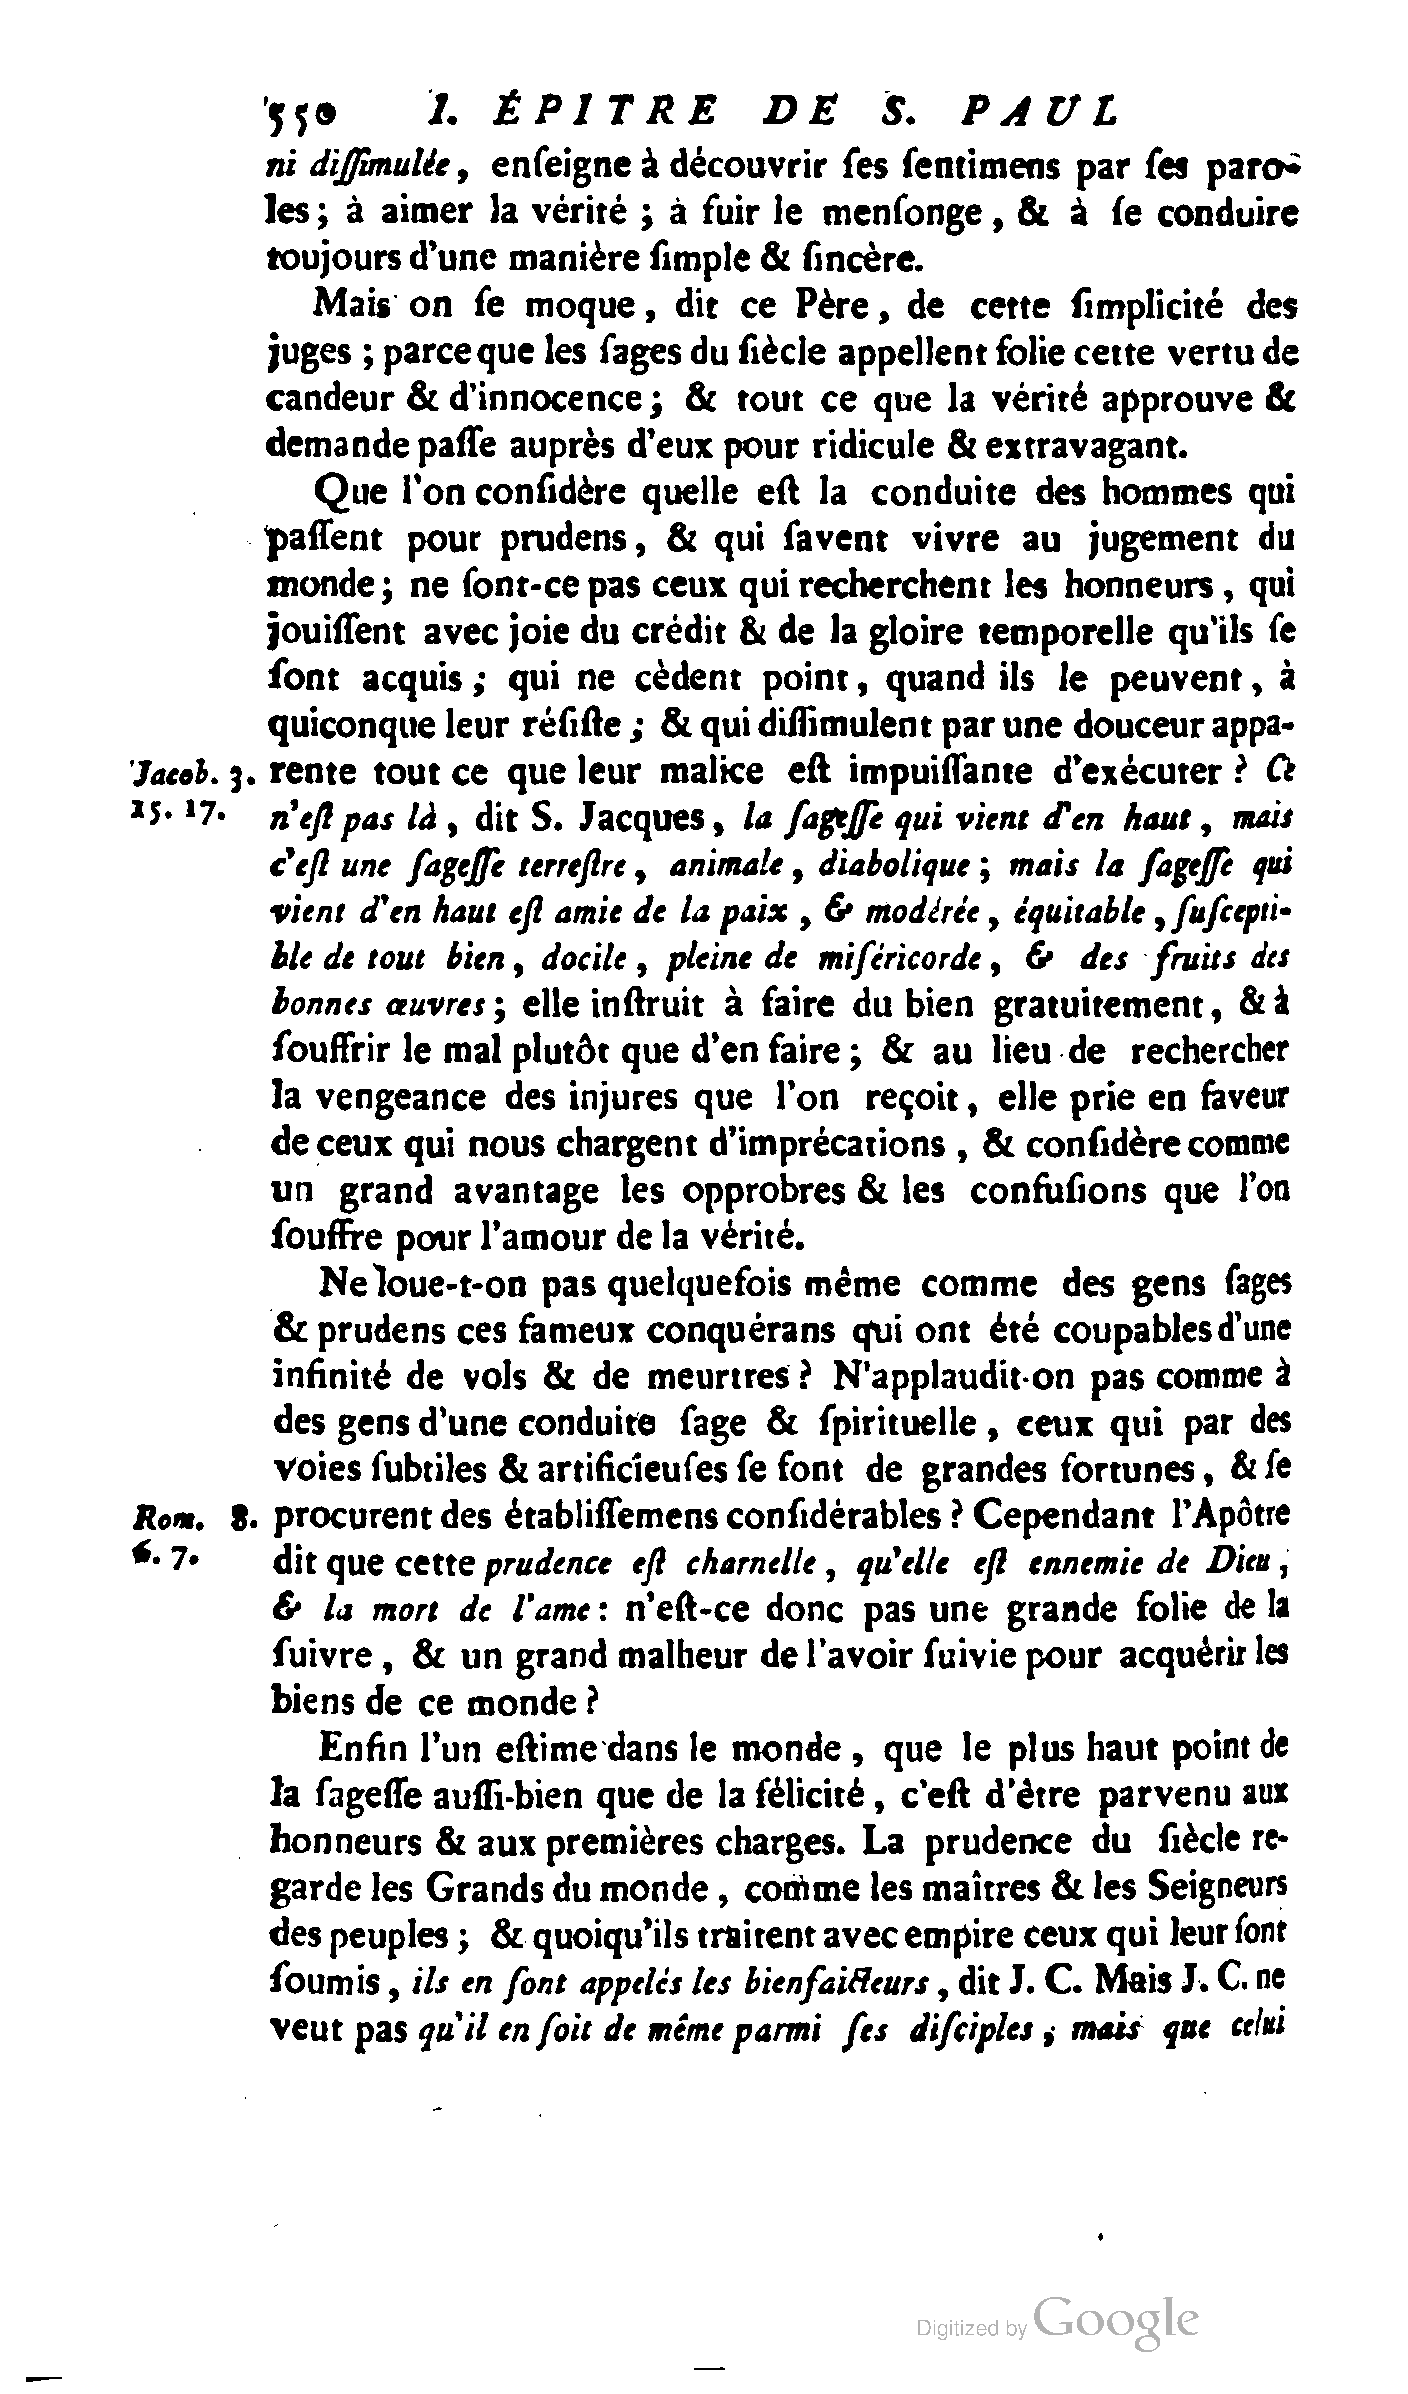 550 I. ÉPITRE DE S. PAUL
ni diſſimulée, enſeigne à découvrir ſes ſentimens par ſes paro-
les; à aimer la vérité; à fuir le menſonge, & à ſe conduire
toujours d'une manière ſimple & ſincère.
Mais on ſe moque, dit ce Père, de cette ſimplicité des
juges; parceque les ſages du ſiècle appellent folie cette vertu de
candeur & d'innocence; & tout ce que la vérité approuve &
demande paſſe auprès d'eux pour ridicule & extravagant.
Que l'on conſidère quelle eſt la conduite des hommes qui
paſſent pour prudens, & qui ſavent vivre au jugement du
monde; ne ſont-ce pas ceux qui recherchent les honneurs, qui
jouiſſent avec joie du crédit & de la gloire temporelle qu'ils ſe
ſont acquis; qui ne cèdent point, quand ils le peuvent, à
quiconque leur réſiſte; & qui diſſimulent par une douceur appa-
Jacob. 3. rente tout ce que leur malice eſt impuiſſante d'exécuter? Ce
15. 17. n'eſt pas là, dit S. Jacques, la ſageſſe qui vient d'en haut, mais
c'eſt une ſageſſe terreſtre, animale, diabolique; mais la ſageſſe qui
vient d'en haut eſt amie de la paix, & modérée, équitable, ſuſcepti-
ble de tout bien, docile, pleine de miſéricorde, & des fruits des
bonnes œuvres; elle inſtruit à faire du bien gratuitement, & à
ſouffrir le mal plutôt que d'en faire; & au lieu de rechercher
la vengeance des injures que l'on reçoit, elle prie en faveur
de ceux qui nous chargent d'imprécations, & conſidère comme
un grand avantage les opprobres & les confuſions que l'on
ſouffre pour l'amour de la vérité.
Ne loue-t-on pas quelquefois même comme des gens ſages
& prudens ces fameux conquérans qui ont été coupables d'une
infinité de vols & de meurtres? N'applaudit-on pas comme à
des gens d'une conduite ſage & ſpirituelle, ceux qui par des
voies ſubtiles & artificieuſes ſe font de grandes fortunes, & ſe
Rom. 8. procurent des établiſſemens conſidérables? Cependant l'Apôtre
6. 7. dit que cette prudence eſt charnelle, qu'elle eſt ennemie de Dieu,
& la mort de l'ame: n'eſt-ce donc pas une grande folie de la
ſuivre, & un grand malheur de l'avoir ſuivie pour acquérir les
biens de ce monde?
Enfin l'un eſtime dans le monde, que le plus haut point de
la ſageſſe auſſi-bien que de la félicité, c'eſt d'être parvenu aux
honneurs & aux premières charges. La prudence du ſiècle re-
garde les Grands du monde, comme les maîtres & les Seigneurs
des peuples; & quoiqu'ils traitent avec empire ceux qui leur ſont
ſoumis, ils en ſont appelés les bienfaicteurs, dit J. C. Mais J. C. ne
veut pas qu'il en ſoit de même parmi ſes diſciples; mais que celui
Digitized by Google